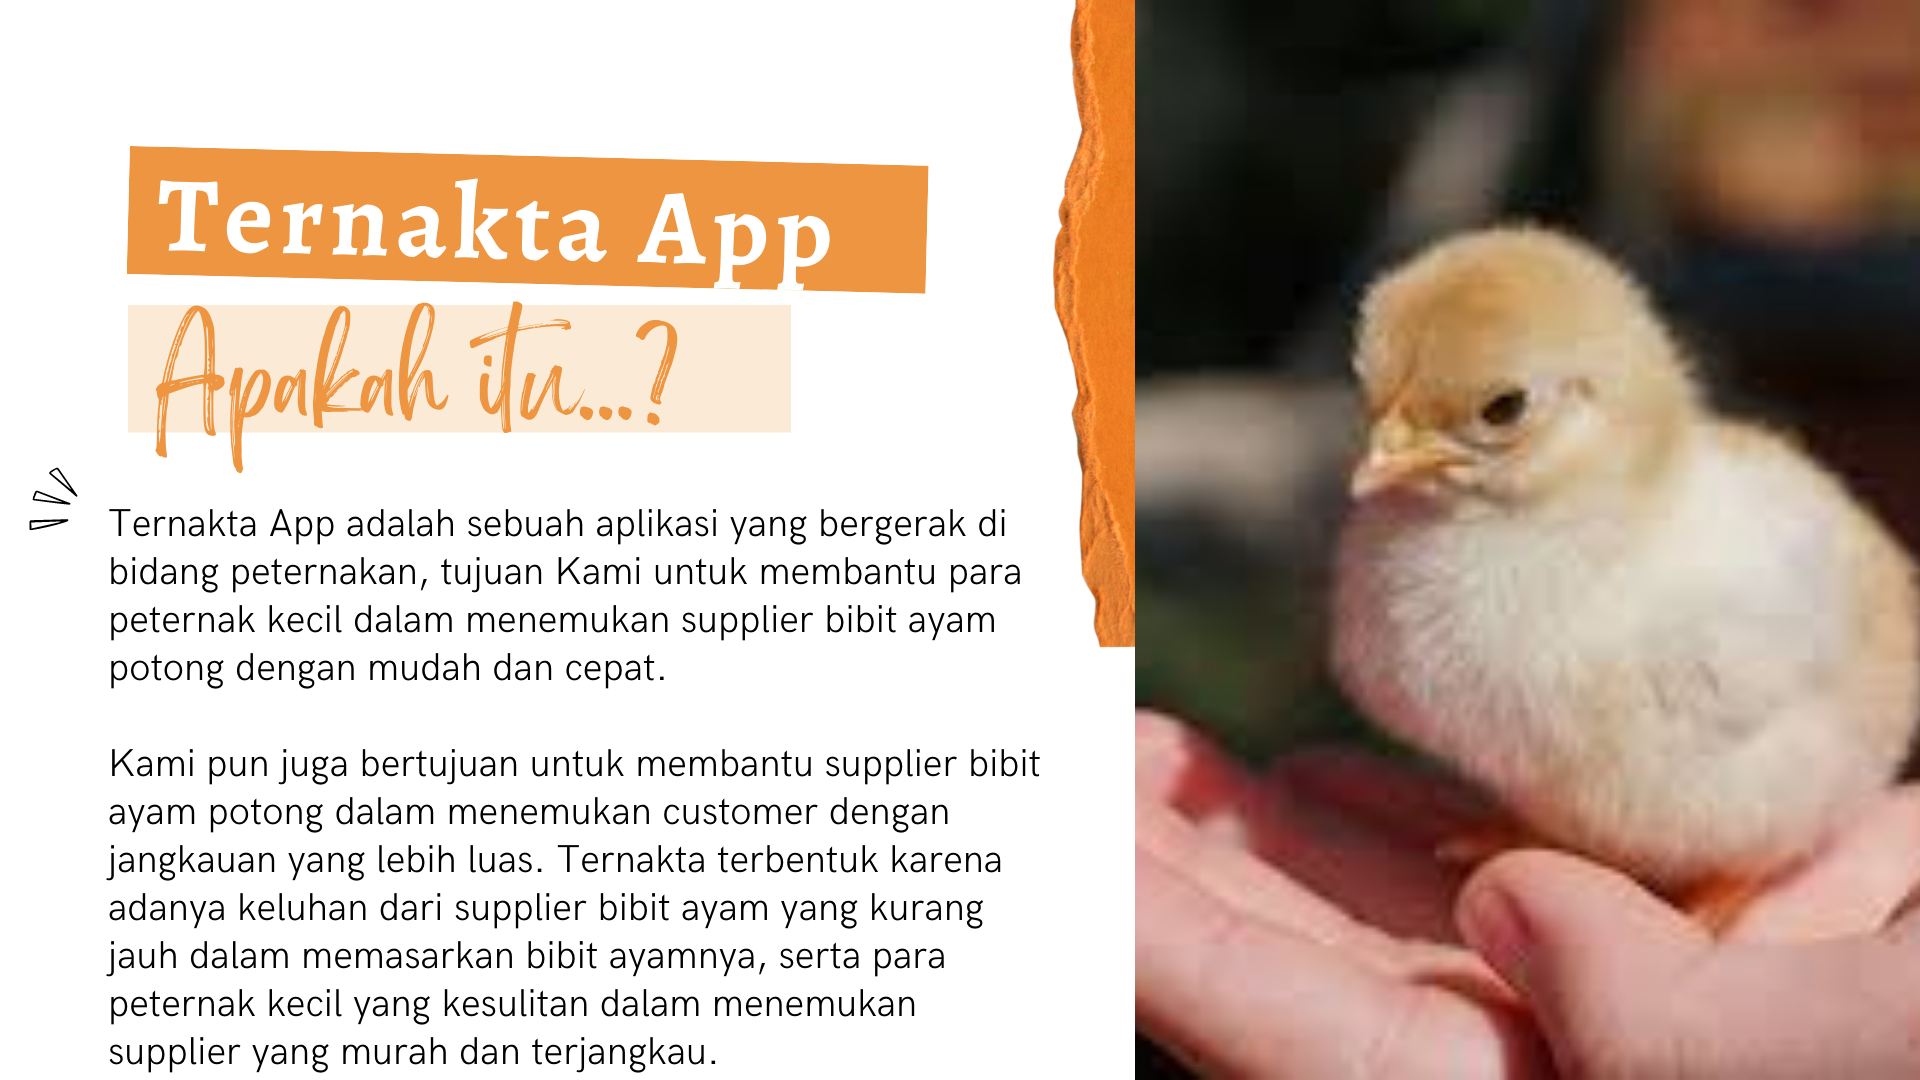 Ternakta App
Apakah itu...?
Ternakta App adalah sebuah aplikasi yang bergerak di
bidang peternakan, tujuan Kami untuk membantu para
peternak kecil dalam menemukan supplier bibit ayam
potong dengan mudah dan cepat.
Kami pun juga bertujuan untuk membantu supplier bibit
ayam potong dalam menemukan customer dengan
jangkauan yang lebih luas. Ternakta terbentuk karena
adanya keluhan dari supplier bibit ayam yang kurang
jauh dalam memasarkan bibit ayamnya, serta para
peternak kecil yang kesulitan dalam menemukan
supplier yang murah dan terjangkau.